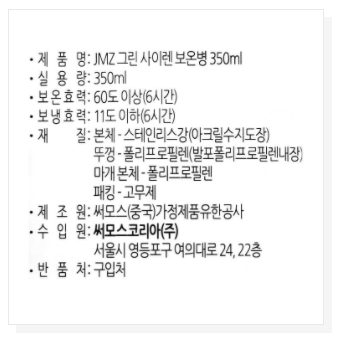 • 제 품 명: JMZ 그린 사이렌 보온병 350ml
• 실 용 량: 350ml
• 보온효력: 60도 이상(6시간)
• 보냉효력: 11도 이하(6시간)
• 재 질: 본체 - 스테인리스강(아크릴수지도장)
뚜껑 - 폴리프로필렌(발포폴리프로필렌내장)
마개 본체 - 폴리프로필렌
패킹 - 고무제
• 제 조 원: 써모스(중국)가정제품유한공사
• 수 입 원: 써모스코리아(주)
서울시 영등포구 여의대로 24, 22층
• 반 품 처: 구입처